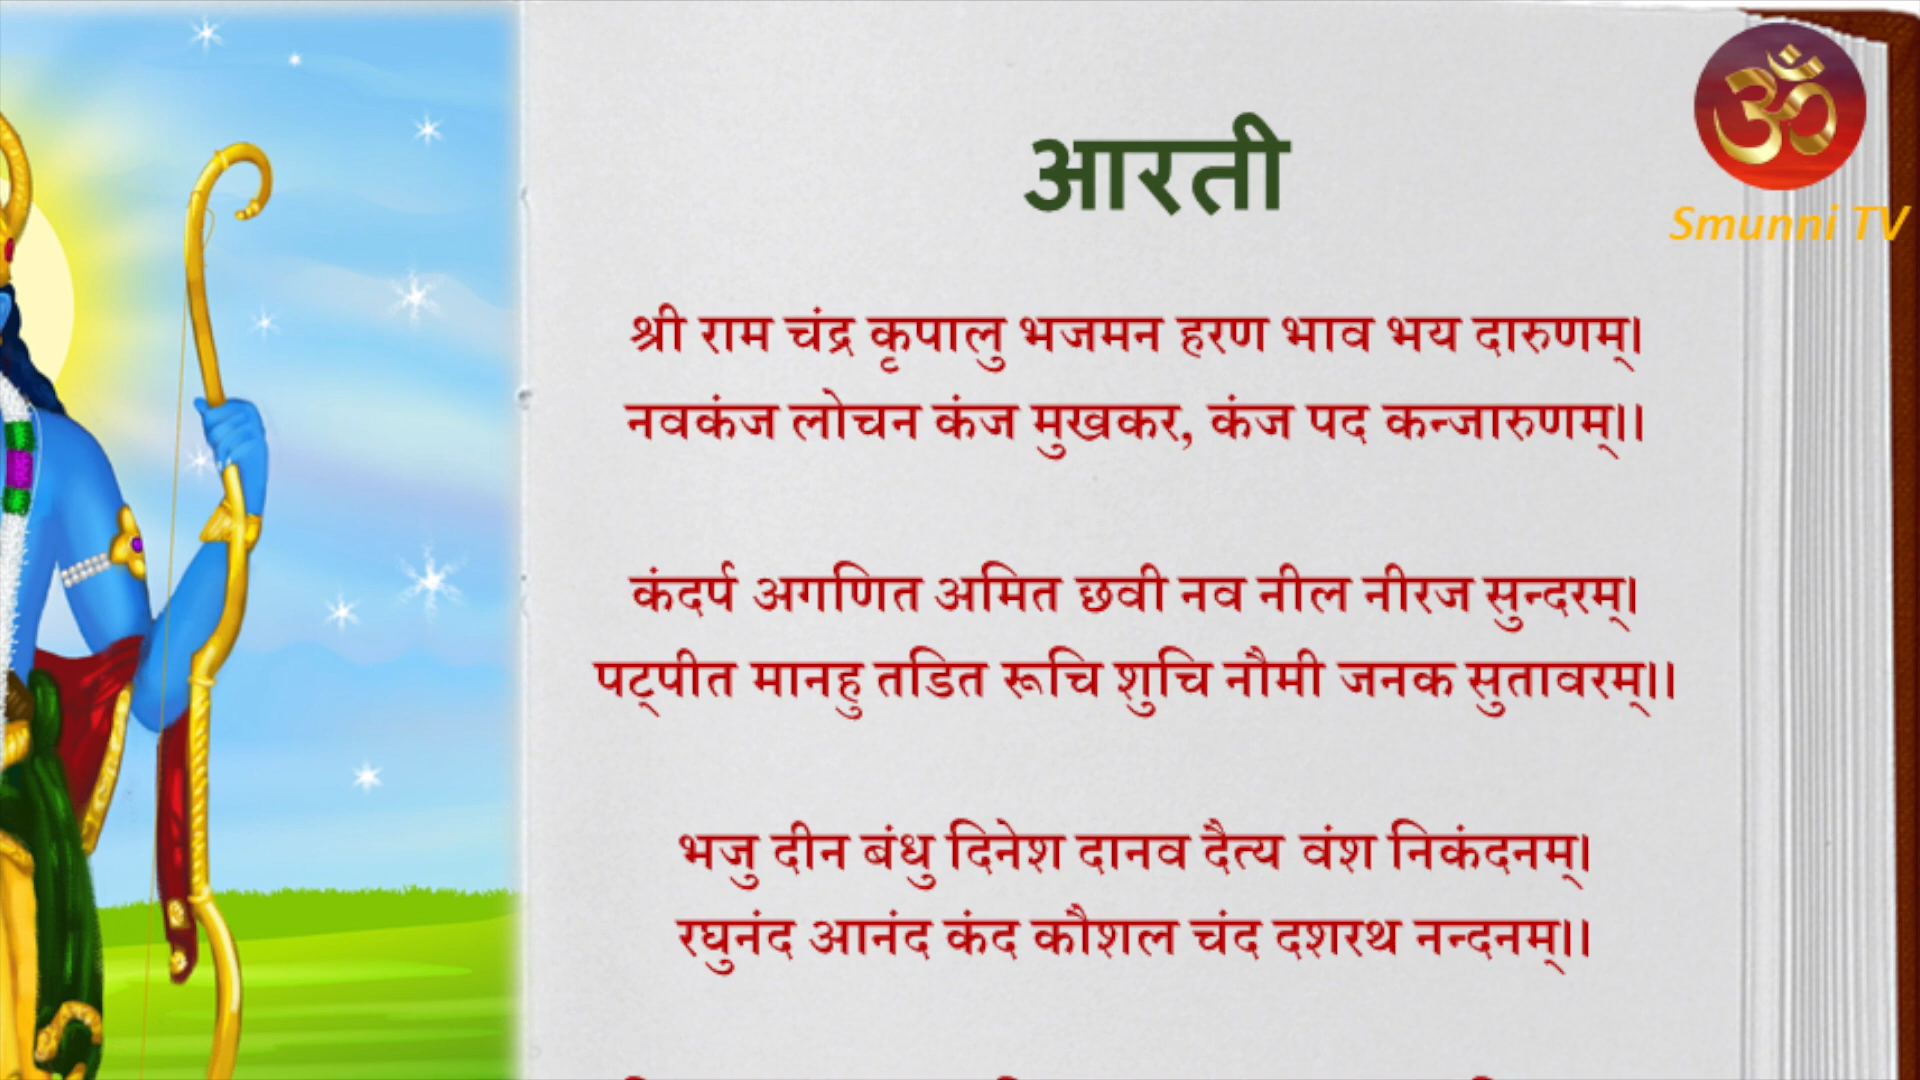 आरती
ॐ
Smunni TV
श्री राम चंद्र कृपालु भजमन हरण भाव भय दारुणम्।
नवकंज लोचन कंज मुखकर, कंज पद कन्जारुणम्।।
कंदर्प अगणित अमित छवी नव नील नीरज सुन्दरम्।
पट्पीत मानहु तडित रूचि शुचि नौमी जनक सुतावरम्।।
भजु दीन बंधु दिनेश दानव दैत्य वंश निकंदनम्।
रघुनंद आनंद कंद कौशल चंद दशरथ नन्दनम्।।